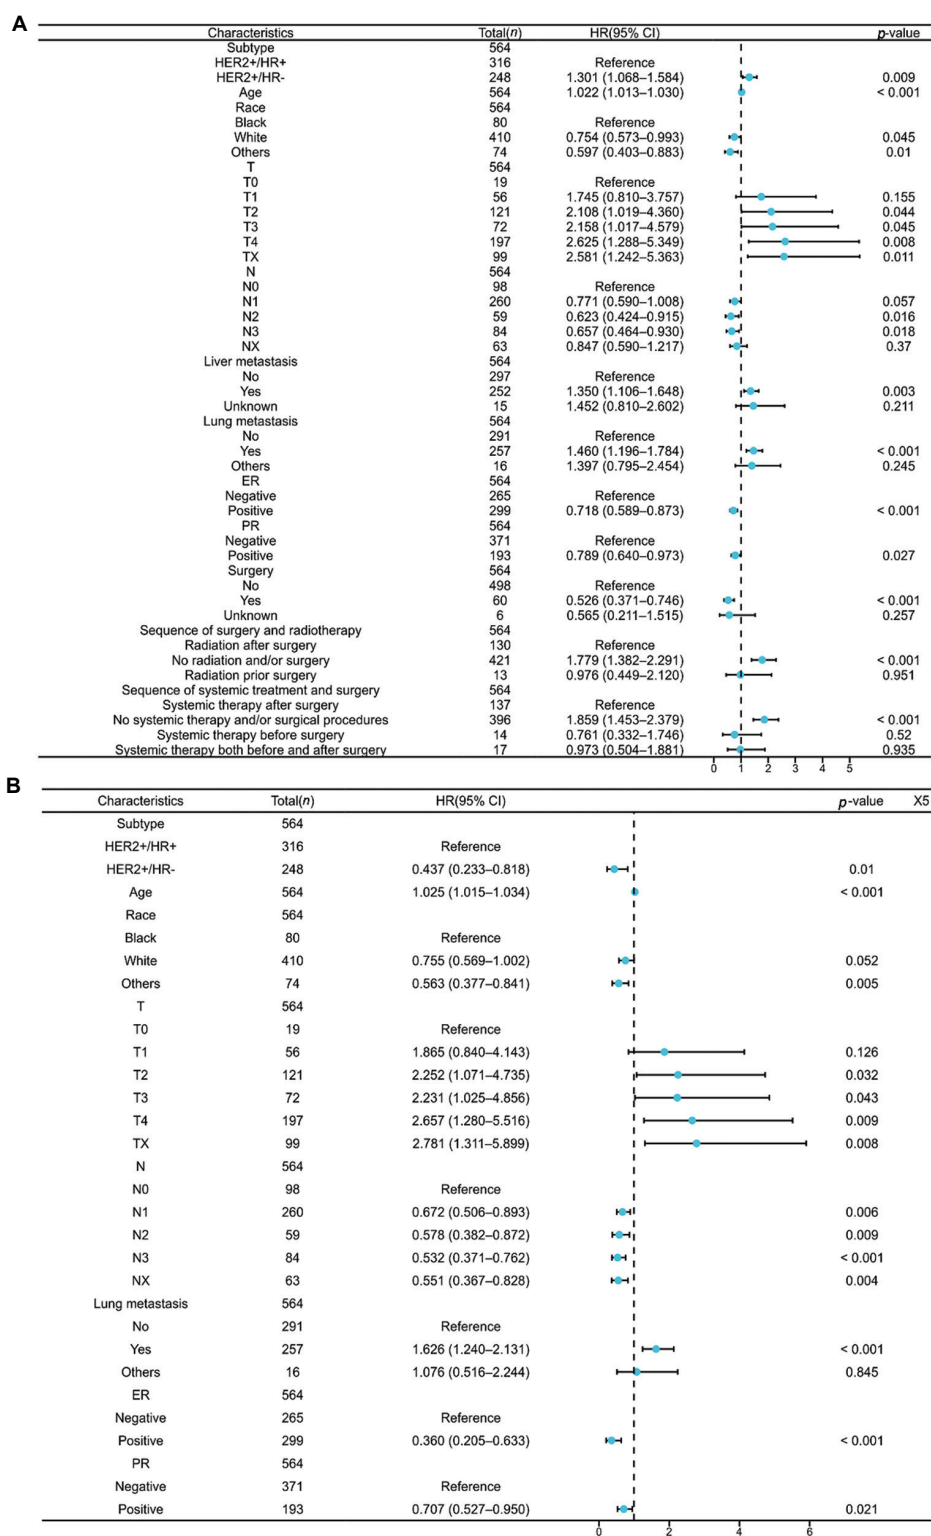 A
Characteristics Total(n) HR(95% CI) p-value
Subtype 564
HER2+/HR+ 316 Reference
HER2+/HR- 248 1.301 (1.068–1.584) 0.009
Age 564 1.022 (1.013–1.030) < 0.001
Race 564
Black 80 Reference
White 410 0.754 (0.573–0.993) 0.045
Others 74 0.597 (0.403–0.883) 0.01
T 564
T0 19 Reference
T1 56 1.745 (0.810–3.757) 0.155
T2 121 2.108 (1.019–4.360) 0.044
T3 72 2.158 (1.017–4.579) 0.045
T4 197 2.625 (1.288–5.349) 0.008
TX 99 2.581 (1.242–5.363) 0.011
N 564
N0 98 Reference
N1 260 0.771 (0.590–1.008) 0.057
N2 59 0.623 (0.424–0.915) 0.016
N3 84 0.657 (0.464–0.930) 0.018
NX 63 0.847 (0.590–1.217) 0.37
Liver metastasis 564
No 297 Reference
Yes 252 1.350 (1.106–1.648) 0.003
Unknown 15 1.452 (0.810–2.602) 0.211
Lung metastasis 564
No 291 Reference
Yes 257 1.460 (1.196–1.784) < 0.001
Others 16 1.397 (0.795–2.454) 0.245
ER 564
Negative 265 Reference
Positive 299 0.718 (0.589–0.873) < 0.001
PR 564
Negative 371 Reference
Positive 193 0.789 (0.640–0.973) 0.027
Surgery 564
No 498 Reference
Yes 60 0.526 (0.371–0.746) < 0.001
Unknown 6 0.565 (0.211–1.515) 0.257
Sequence of surgery and radiotherapy 564
Radiation after surgery 130 Reference
No radiation and/or surgery 421 1.779 (1.382–2.291) < 0.001
Radiation prior surgery 13 0.976 (0.449–2.120) 0.951
Sequence of systemic treatment and surgery 564
Systemic therapy after surgery 137 Reference
No systemic therapy and/or surgical procedures 396 1.859 (1.453–2.379) < 0.001
Systemic therapy before surgery 14 0.761 (0.332–1.746) 0.52
Systemic therapy both before and after surgery 17 0.973 (0.504–1.881) 0.935
0 1 2 3 4 5
B
Characteristics Total(n) HR(95% CI) p-value X5
Subtype 564
HER2+/HR+ 316 Reference
HER2+/HR- 248 0.437 (0.233–0.818) 0.01
Age 564 1.025 (1.015–1.034) < 0.001
Race 564
Black 80 Reference
White 410 0.755 (0.569–1.002) 0.052
Others 74 0.563 (0.377–0.841) 0.005
T 564
T0 19 Reference
T1 56 1.865 (0.840–4.143) 0.126
T2 121 2.252 (1.071–4.735) 0.032
T3 72 2.231 (1.025–4.856) 0.043
T4 197 2.657 (1.280–5.516) 0.009
TX 99 2.781 (1.311–5.899) 0.008
N 564
N0 98 Reference
N1 260 0.672 (0.506–0.893) 0.006
N2 59 0.578 (0.382–0.872) 0.009
N3 84 0.532 (0.371–0.762) < 0.001
NX 63 0.551 (0.367–0.828) 0.004
Lung metastasis 564
No 291 Reference
Yes 257 1.626 (1.240–2.131) < 0.001
Others 16 1.076 (0.516–2.244) 0.845
ER 564
Negative 265 Reference
Positive 299 0.360 (0.205–0.633) < 0.001
PR 564
Negative 371 Reference
Positive 193 0.707 (0.527–0.950) 0.021
0 2 4 6